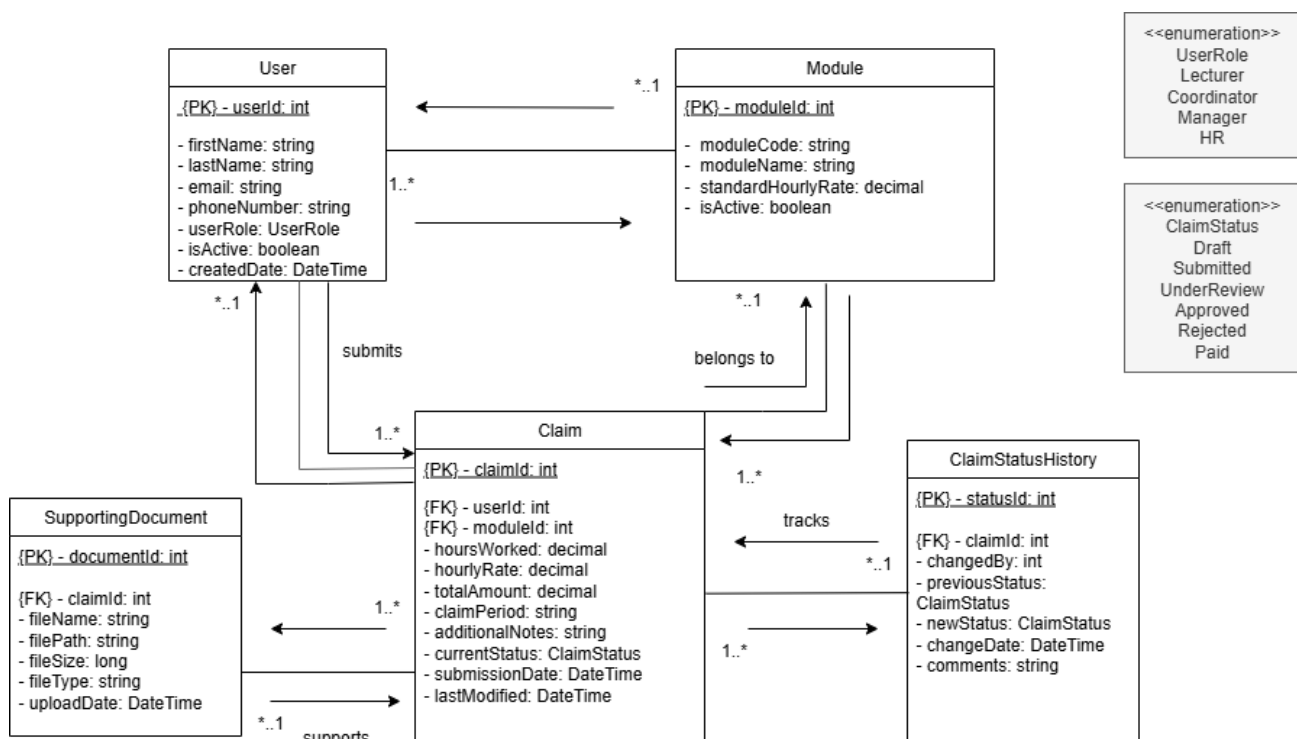 User
{PK} - userId: int
- firstName: string
- lastName: string
- email: string
- phoneNumber: string
- userRole: UserRole
- isActive: boolean
- createdDate: DateTime
*..1
1..*
Module
{PK} - moduleId: int
- moduleCode: string
- moduleName: string
- standardHourlyRate: decimal
- isActive: boolean
<<enumeration>>
UserRole
Lecturer
Coordinator
Manager
HR
<<enumeration>>
ClaimStatus
Draft
Submitted
UnderReview
Approved
Rejected
Paid
*..1
submits
1..*
*..1
belongs to
1..*
Claim
{PK} - claimId: int
{FK} - userId: int
{FK} - moduleId: int
- hoursWorked: decimal
- hourlyRate: decimal
- totalAmount: decimal
- claimPeriod: string
- additionalNotes: string
- currentStatus: ClaimStatus
- submissionDate: DateTime
- lastModified: DateTime
tracks
*..1
1..*
ClaimStatusHistory
{PK} - statusId: int
{FK} - claimId: int
- changedBy: int
- previousStatus:
ClaimStatus
- newStatus: ClaimStatus
- changeDate: DateTime
- comments: string
SupportingDocument
{PK} - documentId: int
{FK} - claimId: int
- fileName: string
- filePath: string
- fileSize: long
- fileType: string
- uploadDate: DateTime
1..*
*..1
supports